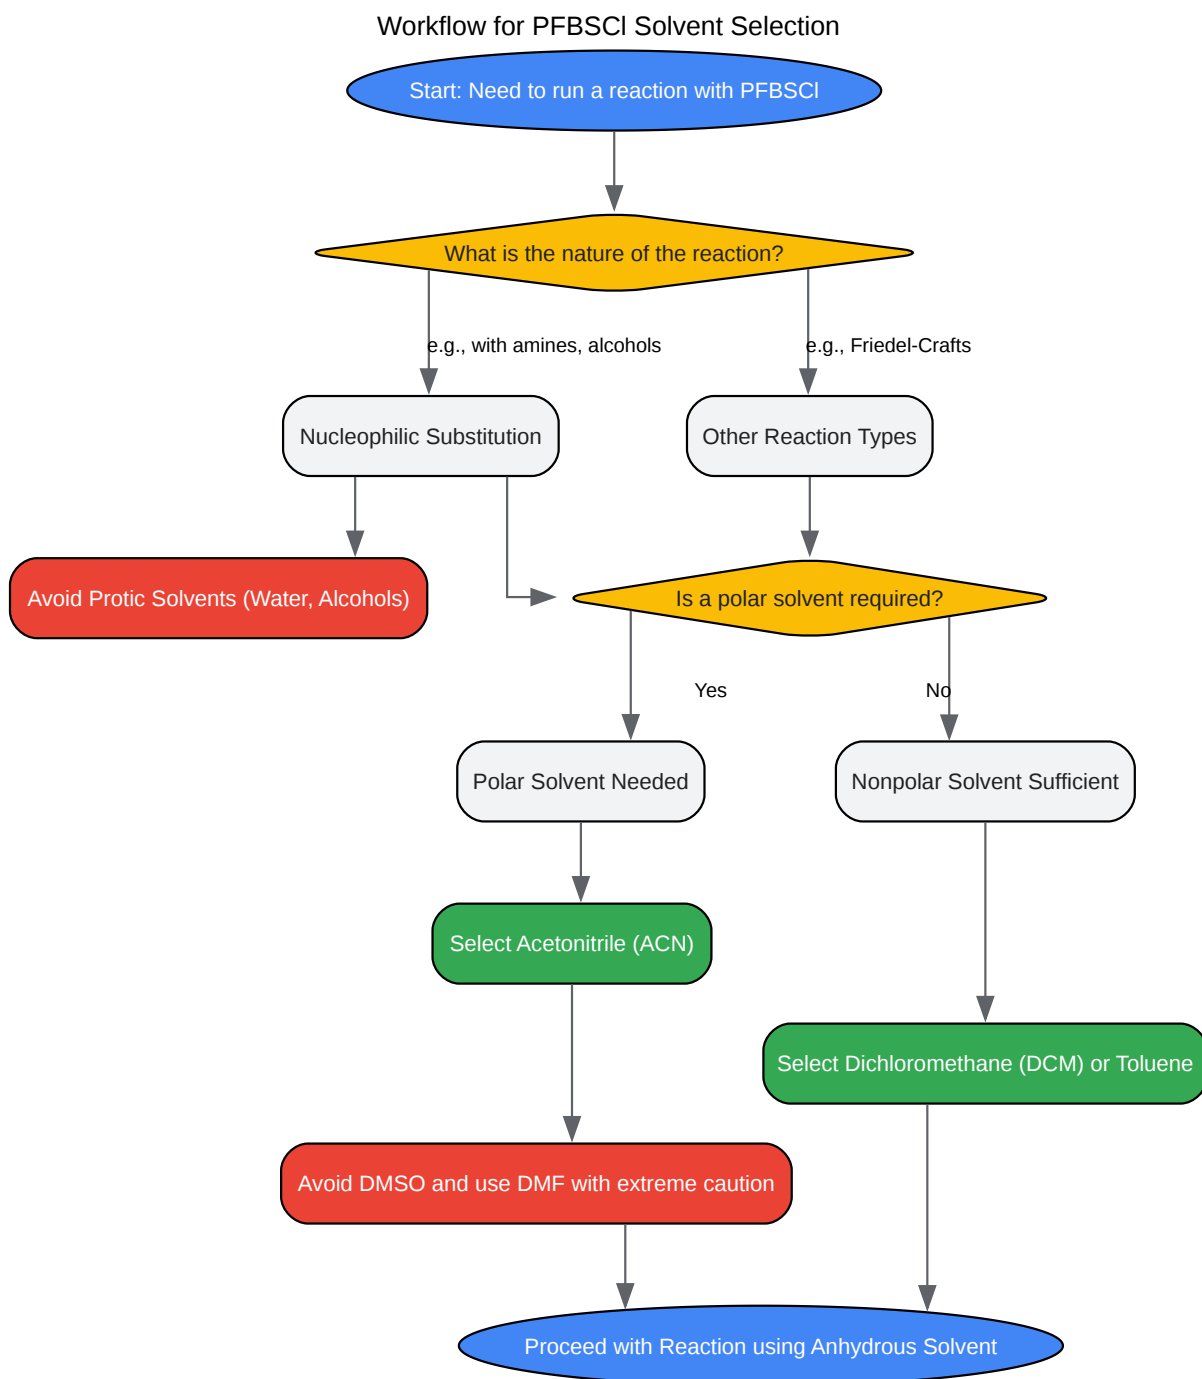 Workflow for PFBSCl Solvent Selection
Start: Need to run a reaction with PFBSCl
What is the nature of the reaction?
e.g., with amines, alcohols
e.g., Friedel-Crafts
Nucleophilic Substitution
Other Reaction Types
Avoid Protic Solvents (Water, Alcohols)
Is a polar solvent required?
Yes
No
Polar Solvent Needed
Nonpolar Solvent Sufficient
Select Acetonitrile (ACN)
Select Dichloromethane (DCM) or Toluene
Avoid DMSO and use DMF with extreme caution
Proceed with Reaction using Anhydrous Solvent